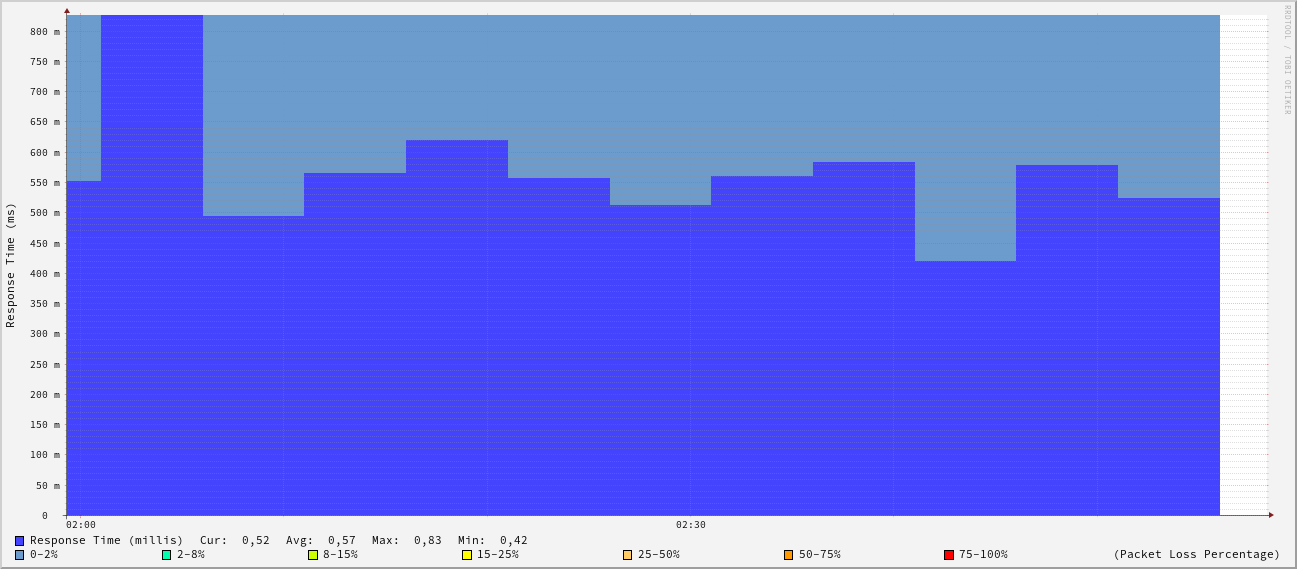 RRDTOOL / TOBI OETIKER
Response Time (ms)
800 m
750 m
700 m
650 m
600 m
550 m
500 m
450 m
400 m
350 m
300 m
250 m
200 m
150 m
100 m
50 m
0
02:00 02:30
Response Time (millis) Cur: 0,52 Avg: 0,57 Max: 0,83 Min: 0,42
0-2% 2-8% 8-15% 15-25% 25-50% 50-75% 75-100% (Packet Loss Percentage)